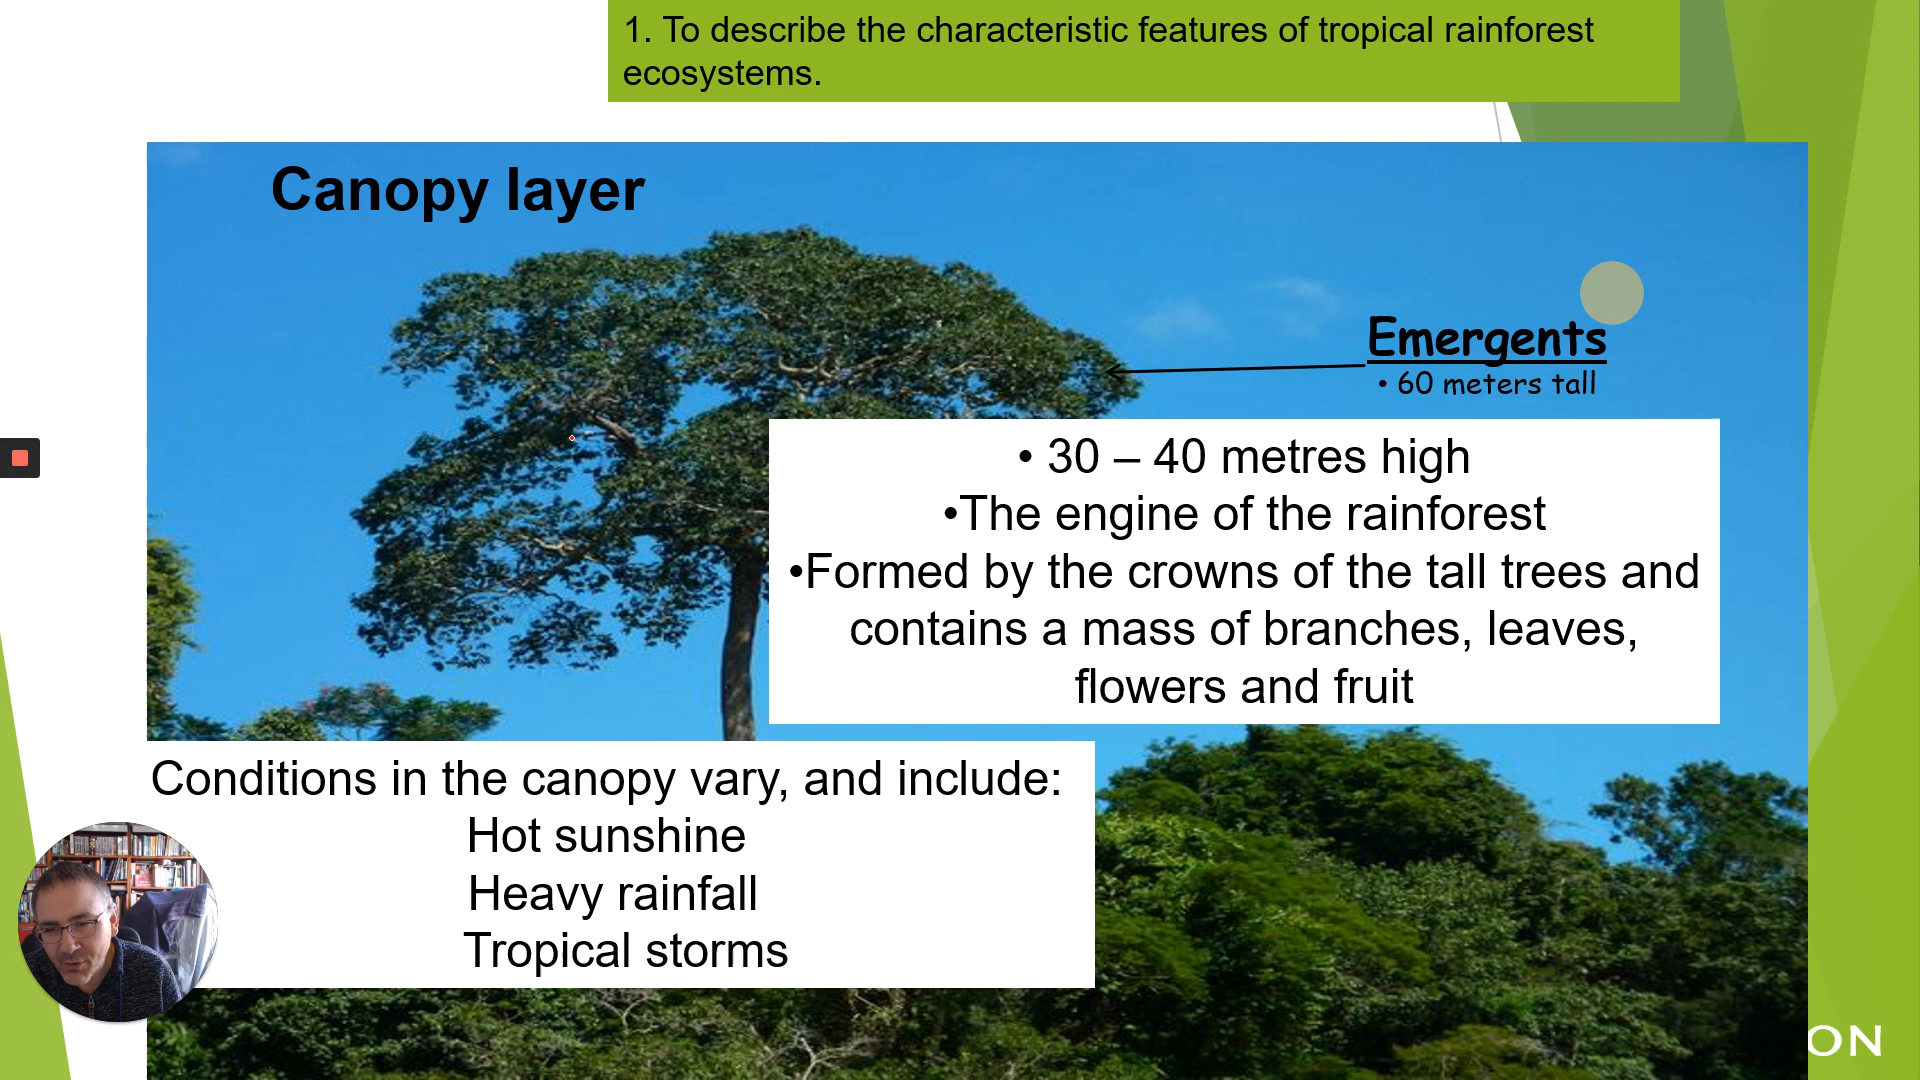 1. To describe the characteristic features of tropical rainforest
ecosystems.
Canopy layer
Emergents
• 60 meters tall
• 30 – 40 metres high
•The engine of the rainforest
•Formed by the crowns of the tall trees and
contains a mass of branches, leaves,
flowers and fruit
Conditions in the canopy vary, and include:
Hot sunshine
Heavy rainfall
Tropical storms
ON